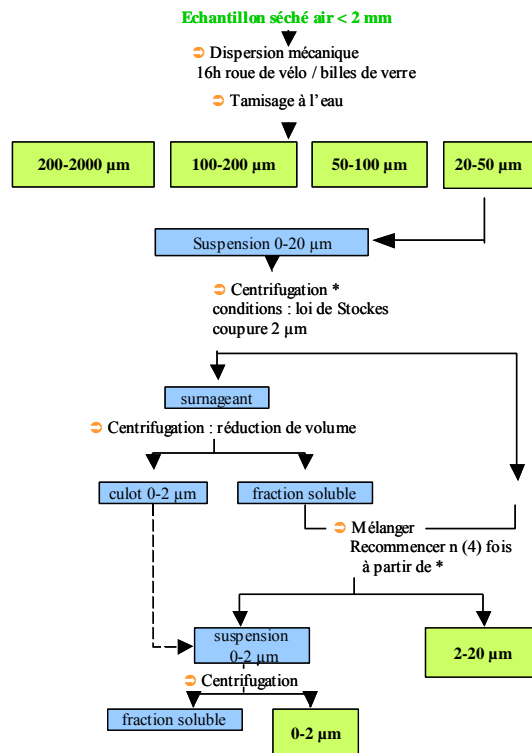 Echantillon séché air < 2 mm
Dispersion mécanique
16h roue de vélo / billes de verre
Tamisage à l'eau
200-2000 µm
100-200 µm
50-100 µm
20-50 µm
Suspension 0-20 µm
Centrifugation *
conditions : loi de Stockes
coupure 2 µm
surnageant
Centrifugation : réduction de volume
culot 0-2 µm
fraction soluble
Mélanger
Recommencer n (4) fois
à partir de *
suspension
0-2 µm
2-20 µm
Centrifugation
fraction soluble
0-2 µm